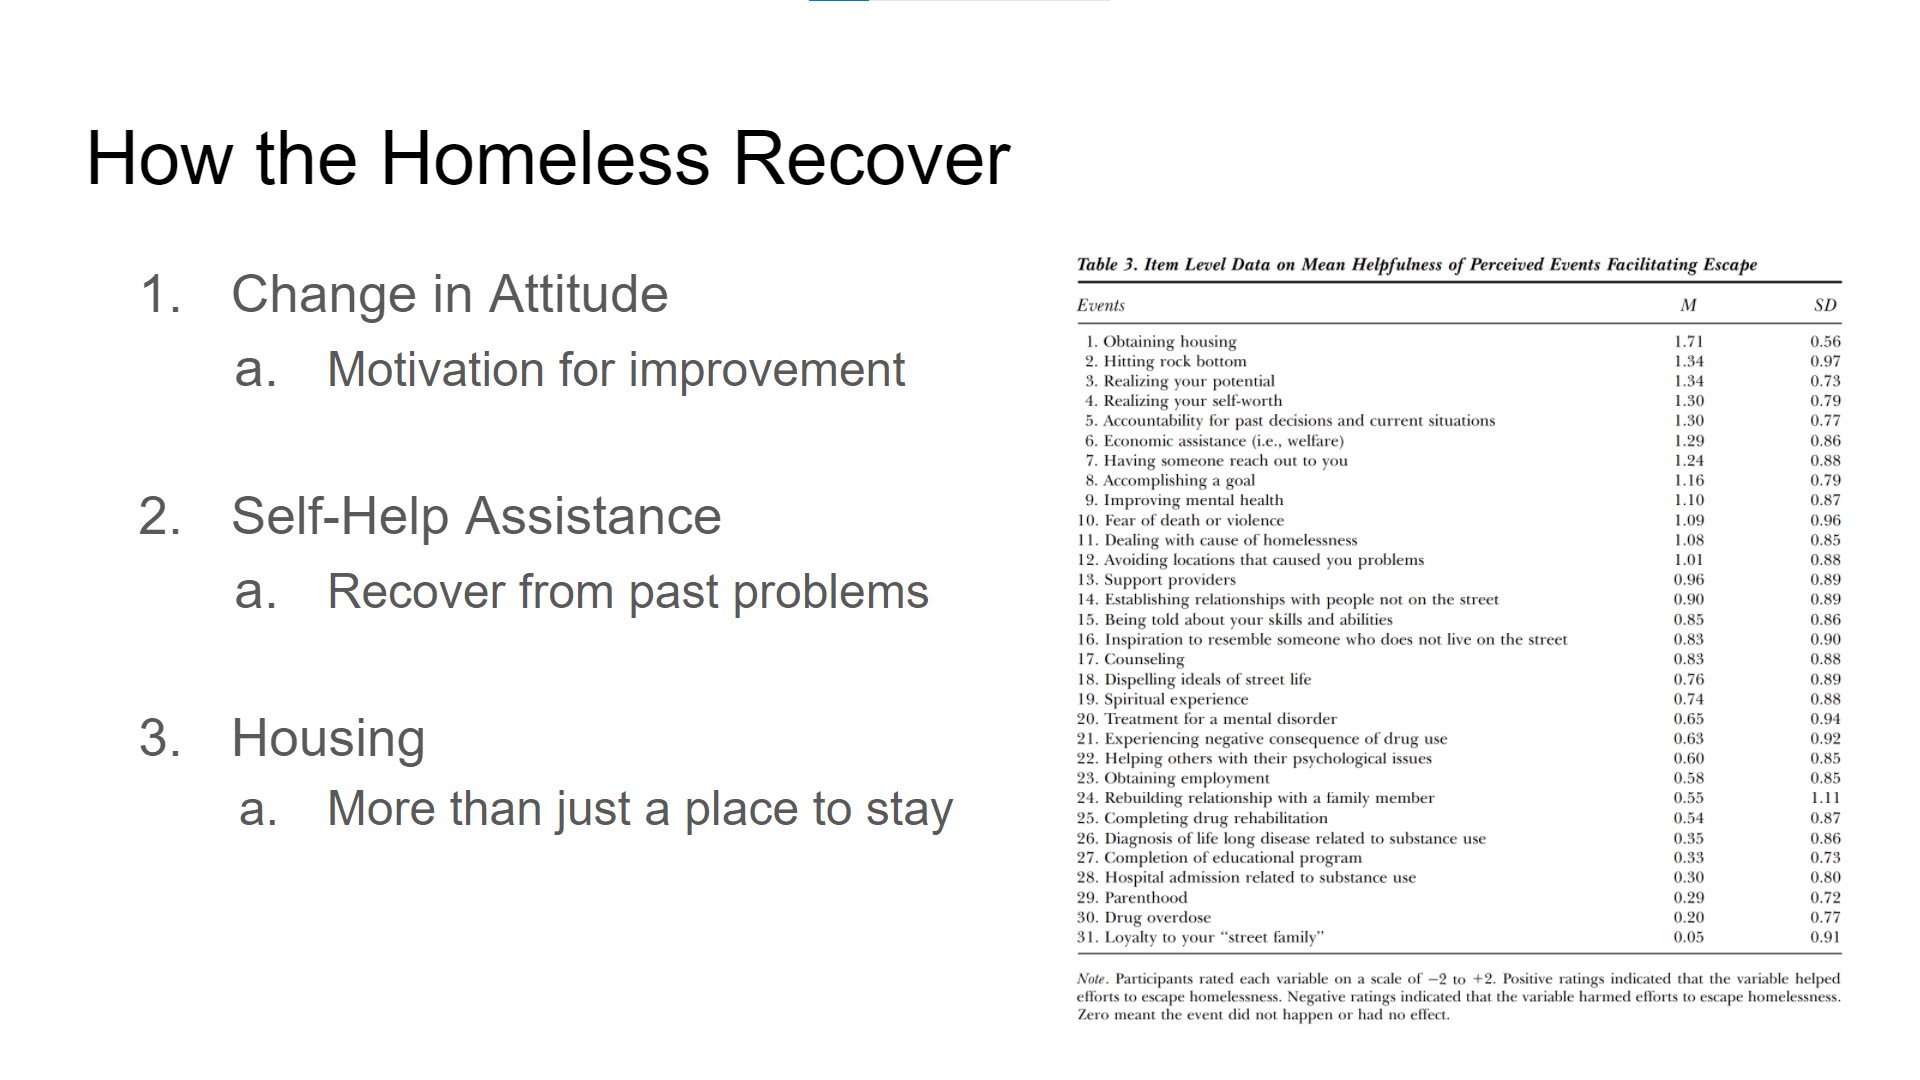 How the Homeless Recover
1. Change in Attitude
a. Motivation for improvement
2. Self-Help Assistance
a. Recover from past problems
3. Housing
a. More than just a place to stay
Table 3. Item Level Data on Mean Helpfulness of Perceived Events Facilitating Escape
Events M SD
1. Obtaining housing 1.71 0.56
2. Hitting rock bottom 1.34 0.97
3. Realizing your potential 1.34 0.73
4. Realizing your self-worth 1.30 0.79
5. Accountability for past decisions and current situations 1.30 0.77
6. Economic assistance (i.e., welfare) 1.29 0.86
7. Having someone reach out to you 1.24 0.88
8. Accomplishing a goal 1.16 0.79
9. Improving mental health 1.10 0.87
10. Fear of death or violence 1.09 0.96
11. Dealing with cause of homelessness 1.08 0.85
12. Avoiding locations that caused you problems 1.01 0.88
13. Support providers 0.96 0.89
14. Establishing relationships with people not on the street 0.90 0.89
15. Being told about your skills and abilities 0.85 0.86
16. Inspiration to resemble someone who does not live on the street 0.83 0.90
17. Counseling 0.83 0.88
18. Dispelling ideals of street life 0.76 0.89
19. Spiritual experience 0.74 0.88
20. Treatment for a mental disorder 0.65 0.94
21. Experiencing negative consequence of drug use 0.63 0.92
22. Helping others with their psychological issues 0.60 0.85
23. Obtaining employment 0.58 0.85
24. Rebuilding relationship with a family member 0.55 1.11
25. Completing drug rehabilitation 0.54 0.87
26. Diagnosis of life long disease related to substance use 0.35 0.86
27. Completion of educational program 0.33 0.73
28. Hospital admission related to substance use 0.30 0.80
29. Parenthood 0.29 0.72
30. Drug overdose 0.20 0.77
31. Loyalty to your “street family” 0.05 0.91
Note. Participants rated each variable on a scale of −2 to +2. Positive ratings indicated that the variable helped
efforts to escape homelessness. Negative ratings indicated that the variable harmed efforts to escape homelessness.
Zero meant the event did not happen or had no effect.